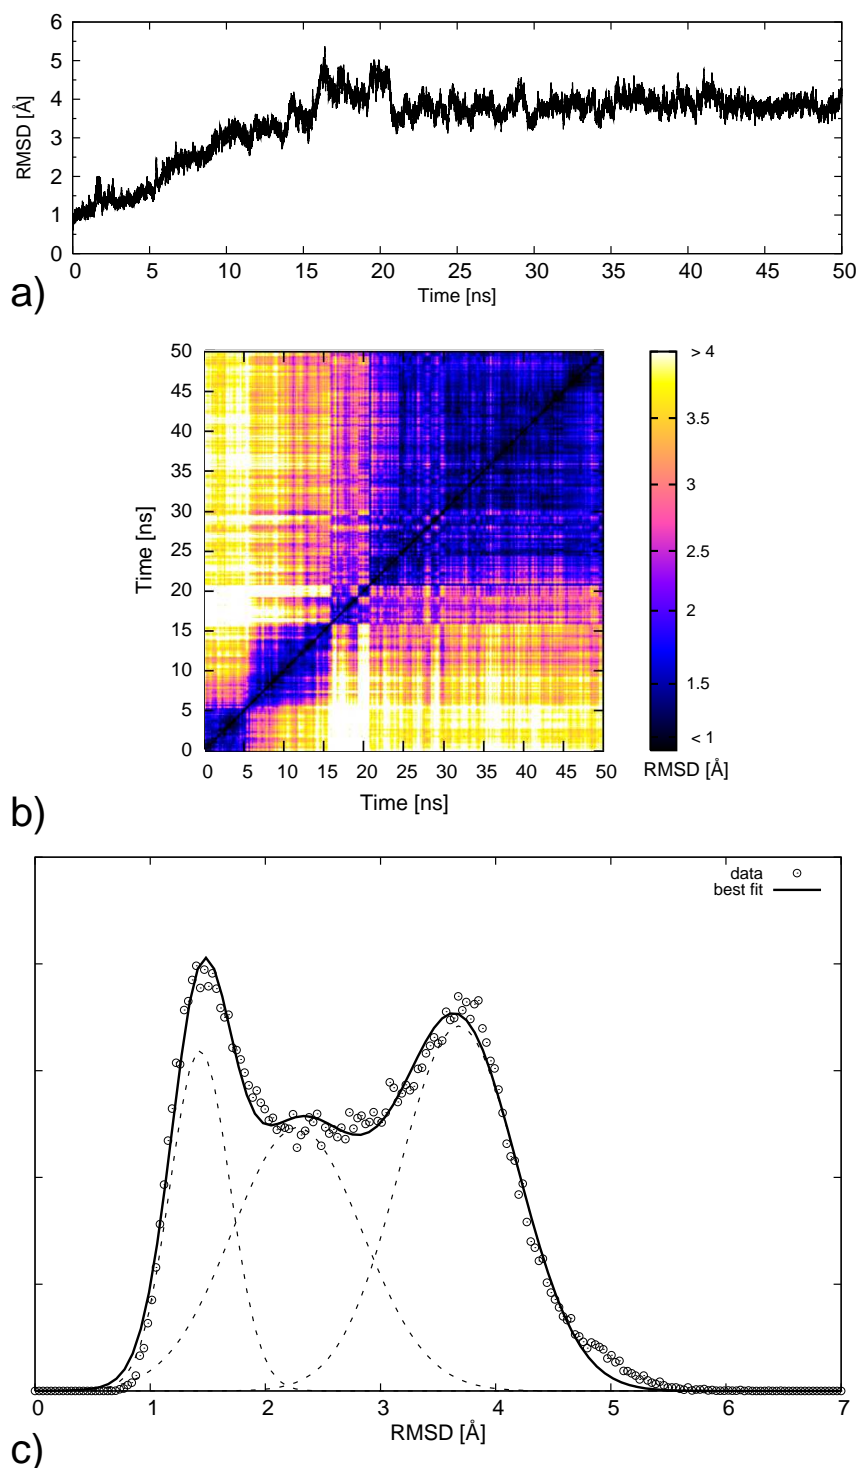 6
5
4
3
2
1
0
RMSD [Å]
0 5 10 15 20 25 30 35 40 45 50
Time [ns]
a)
50
45
40
35
30
25
20
15
10
5
0
Time [ns]
0 5 10 15 20 25 30 35 40 45 50
Time [ns]
> 4
3.5
3
2.5
2
1.5
< 1
RMSD [Å]
b)
data
best fit
0 1 2 3 4 5 6 7
RMSD [Å]
c)